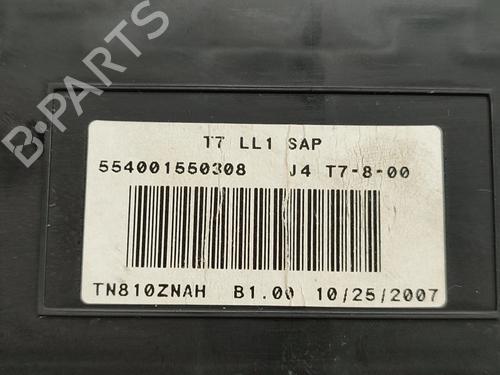 B-PARTS
T7 LL1 SAP
554001550308 J4 T7-8-00
TN810ZNAH B1.00 10/25/2007